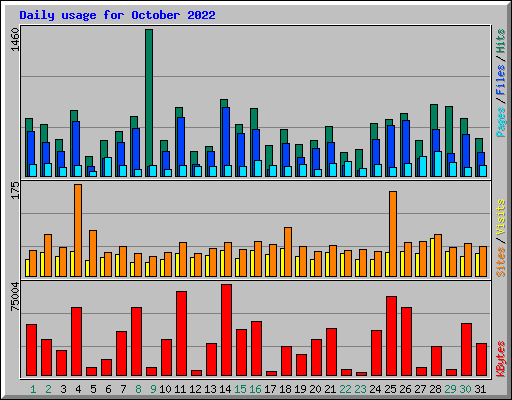 Daily usage for October 2022
1460
Pages / Files / Hits
175
Sites / Visits
75004
KBytes
1 2 3 4 5 6 7 8 9 10 11 12 13 14 15 16 17 18 19 20 21 22 23 24 25 26 27 28 29 30 31